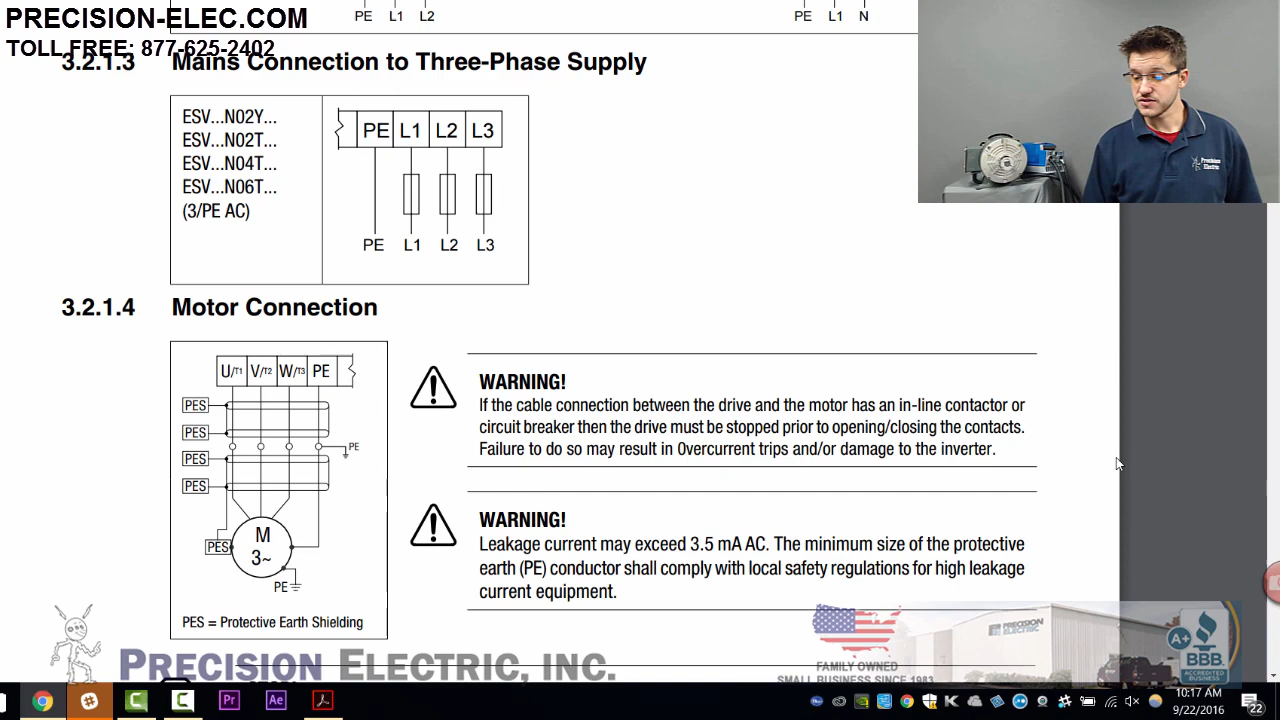 PRECISION-ELEC.COM
TOLL FREE: 877-625-2402
PE L1 L2
PE L1 N
3.2.1.3 Mains Connection to Three-Phase Supply
ESV...N02Y...
ESV...N02T...
ESV...N04T...
ESV...N06T...
(3/PE AC)
PE L1 L2 L3
PE L1 L2 L3
3.2.1.4 Motor Connection
U/T1 V/T2 W/T3 PE
PES
PES
PE
PES
PES
PES
M
3~
PE
PES = Protective Earth Shielding
WARNING!
If the cable connection between the drive and the motor has an in-line contactor or
circuit breaker then the drive must be stopped prior to opening/closing the contacts.
Failure to do so may result in Overcurrent trips and/or damage to the inverter.
WARNING!
Leakage current may exceed 3.5 mA AC. The minimum size of the protective
earth (PE) conductor shall comply with local safety regulations for high leakage
current equipment.
Precision Electric
PRECISION ELECTRIC, INC.
FAMILY OWNED
SMALL BUSINESS SINCE 1983
PRECISION
ELECTRIC
A+
BBB
ACCREDITED
BUSINESS
Pr
Ae
10:17 AM
9/22/2016
22